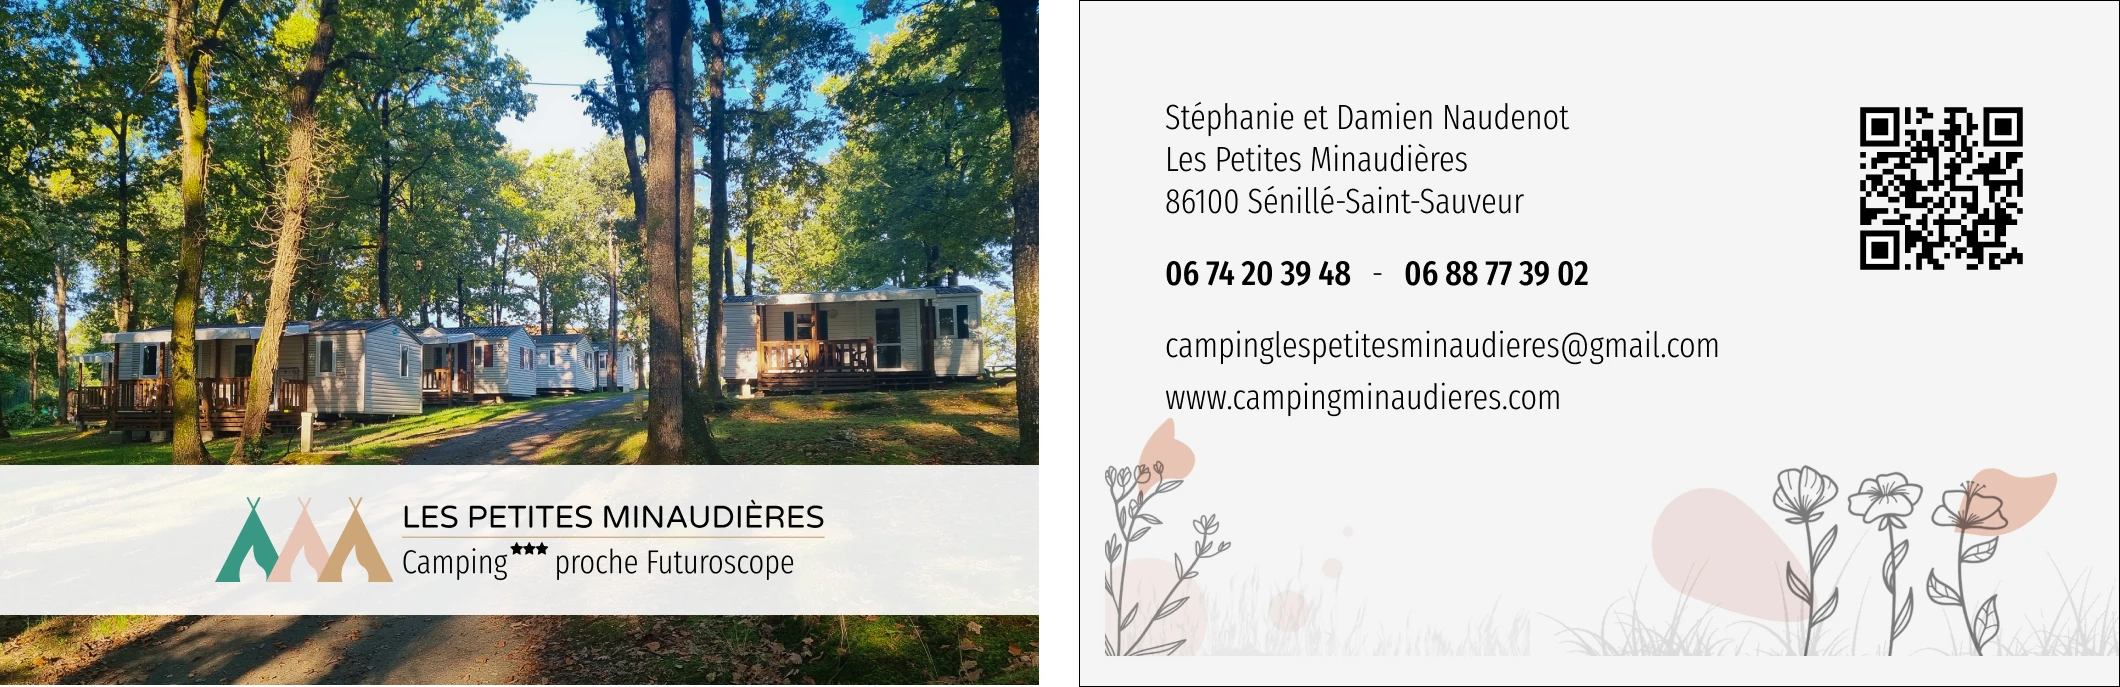 LES PETITES MINAUDIÈRES
Camping*** proche Futuroscope
Stéphanie et Damien Naudenot
Les Petites Minaudières
86100 Sénillé-Saint-Sauveur
06 74 20 39 48 - 06 88 77 39 02
campinglespetitesminaudieres@gmail.com
www.campingminaudieres.com